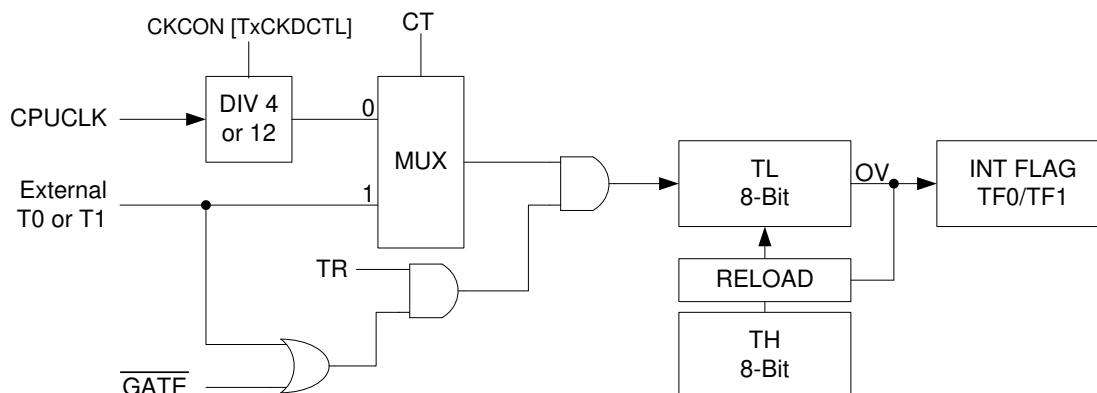 CKCON [TxCKDCTL]
CT
CPUCLK
DIV 4
or 12
0
MUX
External
T0 or T1
1
TL
8-Bit
OV
INT FLAG
TF0/TF1
TR
RELOAD
TH
8-Bit
GATE